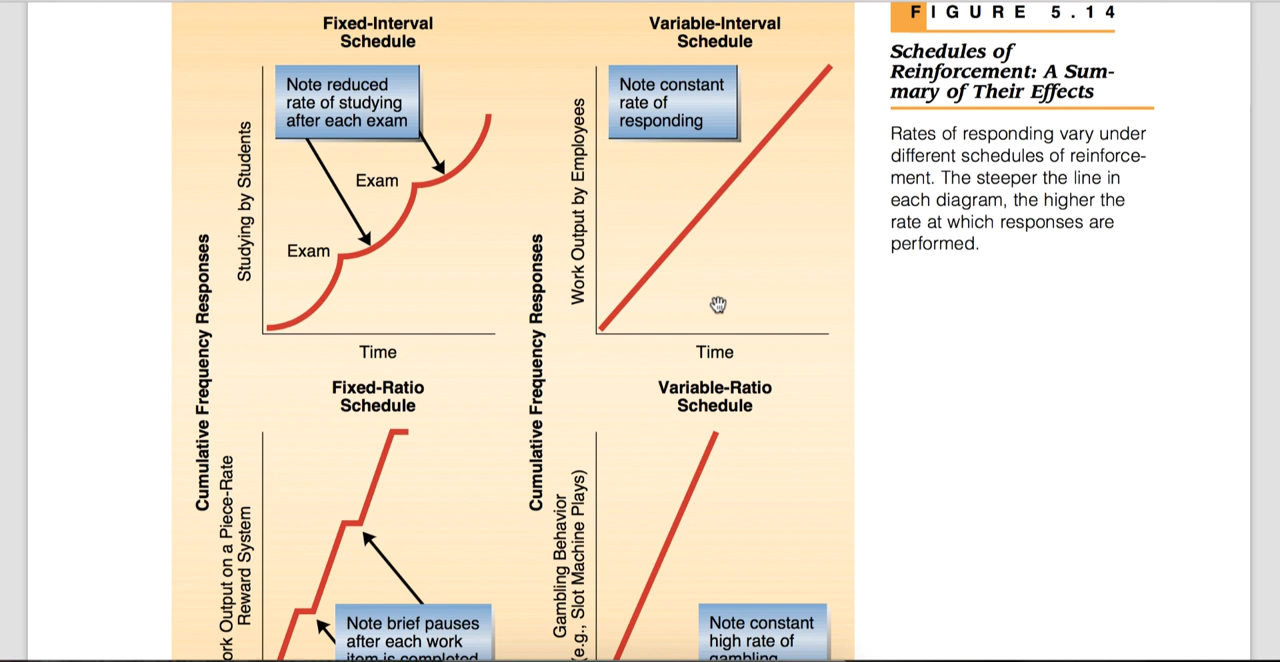 FIGURE 5.14
Schedules of
Reinforcement: A Sum-
mary of Their Effects
Rates of responding vary under
different schedules of reinforce-
ment. The steeper the line in
each diagram, the higher the
rate at which responses are
performed.
Fixed-Interval
Schedule
Note reduced
rate of studying
after each exam
Exam
Exam
Studying by Students
Cumulative Frequency Responses
Time
Variable-Interval
Schedule
Note constant
rate of
responding
Work Output by Employees
Cumulative Frequency Responses
Time
Fixed-Ratio
Schedule
ork Output on a Piece-Rate
Reward System
Note brief pauses
after each work
item is completed
Variable-Ratio
Schedule
Gambling Behavior
(e.g., Slot Machine Plays)
Note constant
high rate of
gambling